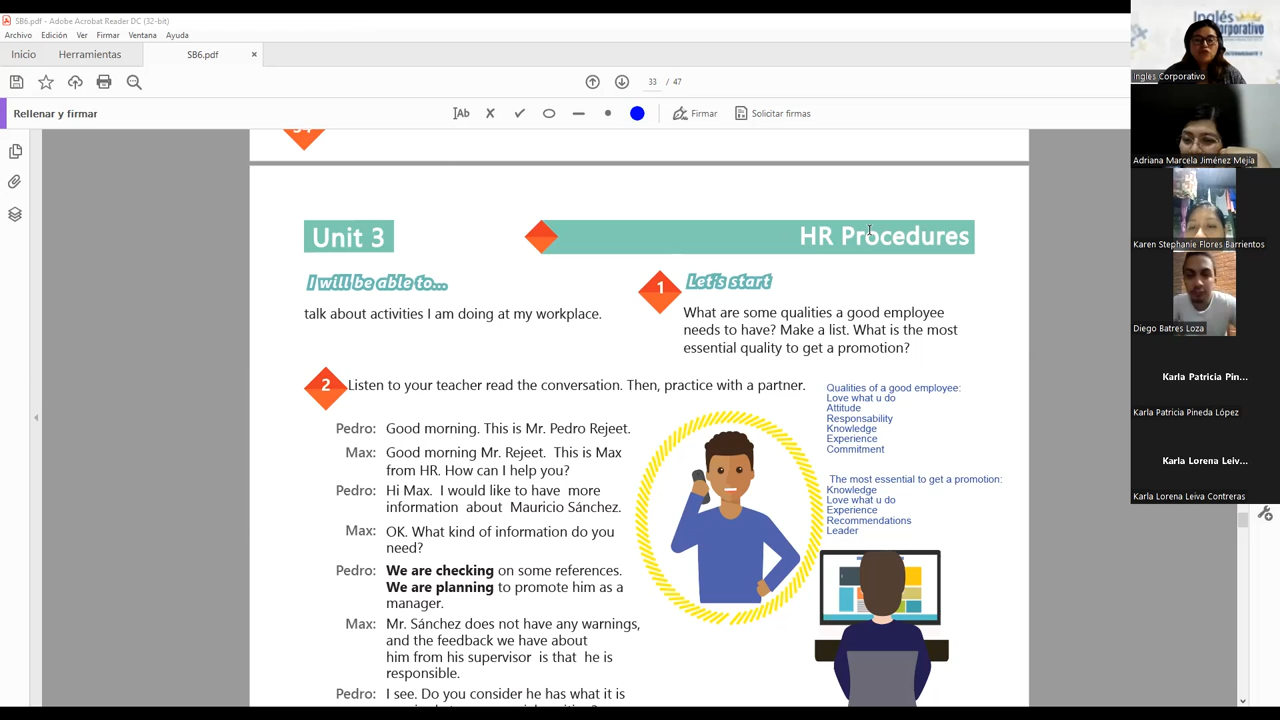 SB6.pdf - Adobe Acrobat Reader DC (32-bit)
Archivo Edición Ver Firmar Ventana Ayuda
Inicio Herramientas SB6.pdf ×
33 / 47
Rellenar y firmar
Ab
Firmar
Solicitar firmas
Unit 3
HR Procedures
I will be able to...
talk about activities I am doing at my workplace.
1
Let's start
What are some qualities a good employee
needs to have? Make a list. What is the most
essential quality to get a promotion?
2
Listen to your teacher read the conversation. Then, practice with a partner.
Pedro: Good morning. This is Mr. Pedro Rejeet.
Max: Good morning Mr. Rejeet. This is Max
from HR. How can I help you?
Pedro: Hi Max. I would like to have more
information about Mauricio Sánchez.
Max: OK. What kind of information do you
need?
Pedro: We are checking on some references.
We are planning to promote him as a
manager.
Max: Mr. Sánchez does not have any warnings,
and the feedback we have about
him from his supervisor is that he is
responsible.
Pedro: I see. Do you consider he has what it is
Qualities of a good employee:
Love what u do
Attitude
Responsability
Knowledge
Experience
Commitment
The most essential to get a promotion:
Knowledge
Love what u do
Experience
Recommendations
Leader
Inglés
Corporativo
Ingles Corporativo
Adriana Marcela Jiménez Mejía
Karen Stephanie Flores Barrientos
Diego Batres Loza
Karla Patricia Pin...
Karla Patricia Pineda López
Karla Lorena Leiv...
Karla Lorena Leiva Contreras